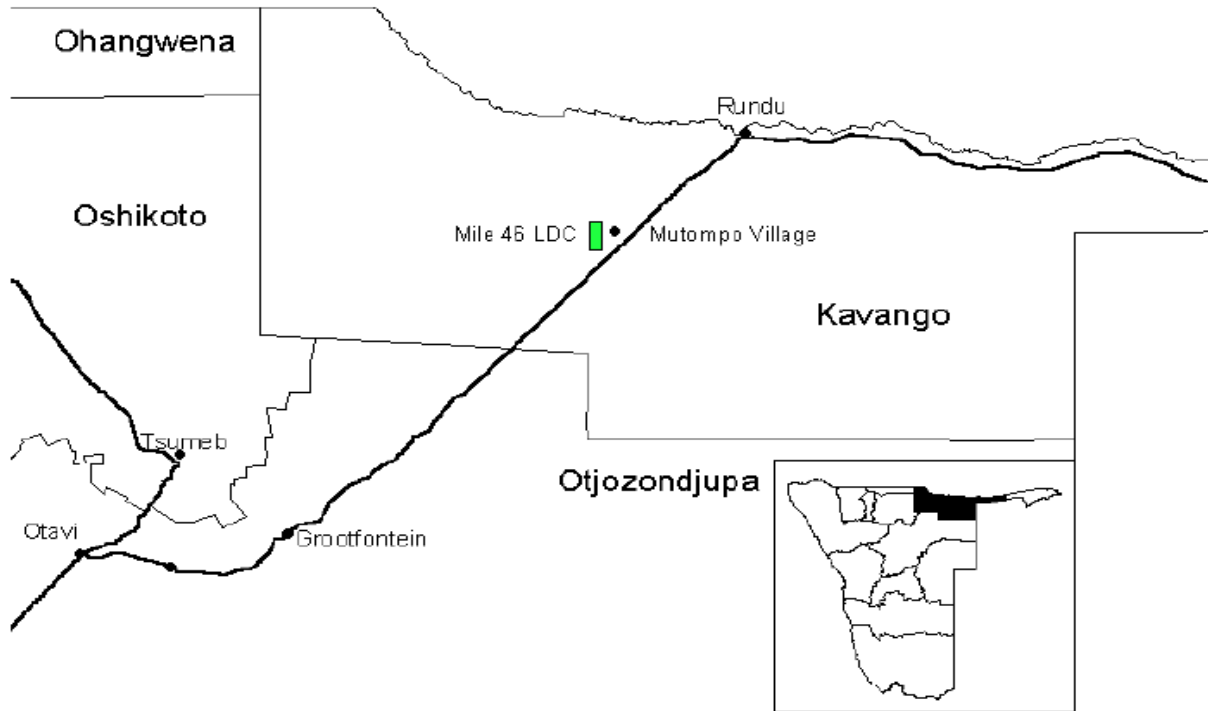 Ohangwena
Rundu
Oshikoto
Mile 46 LDC
Mutompo Village
Kavango
Tsumeb
Otjozondjupa
Otavi
Grootfontein